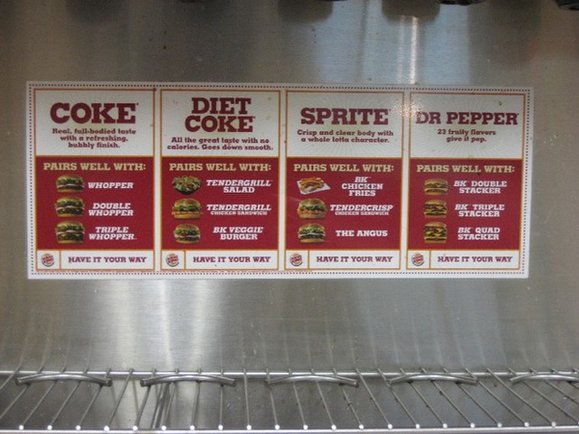 COKE
Real, full-bodied taste
with a refreshing,
bubbly finish.
PAIRS WELL WITH:
WHOPPER
DOUBLE
WHOPPER
TRIPLE
WHOPPER
HAVE IT YOUR WAY
DIET
COKE
All the great taste with no
calories. Goes down smooth.
PAIRS WELL WITH:
TENDERGRILL
SALAD
TENDERGRILL
CHICKEN SANDWICH
BK VEGGIE
BURGER
HAVE IT YOUR WAY
SPRITE
Crisp and clear body with
a whole lotta character.
PAIRS WELL WITH:
BK
CHICKEN
FRIES
TENDERCRISP
CHICKEN SANDWICH
THE ANGUS
HAVE IT YOUR WAY
DR PEPPER
23 fruity flavors
give it pep.
PAIRS WELL WITH:
BK DOUBLE
STACKER
BK TRIPLE
STACKER
BK QUAD
STACKER
HAVE IT YOUR WAY